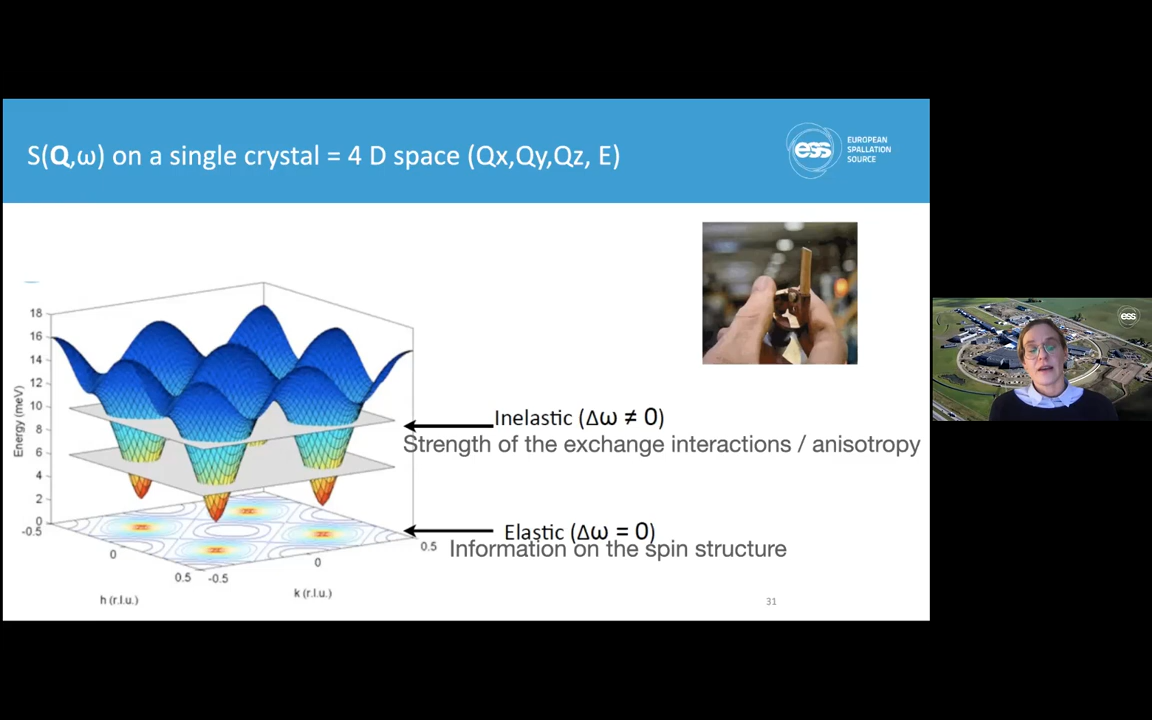 S(Q,ω) on a single crystal = 4 D space (Qx,Qy,Qz, E)
ess
EUROPEAN
SPALLATION
SOURCE
18
16
14
12
10
8
6
4
2
0
Energy (meV)
-0.5
0
0.5
h (r.l.u.)
-0.5
0
0.5
k (r.l.u.)
Inelastic (Δω ≠ 0)
Strength of the exchange interactions / anisotropy
Elastic (Δω = 0)
Information on the spin structure
31
ess